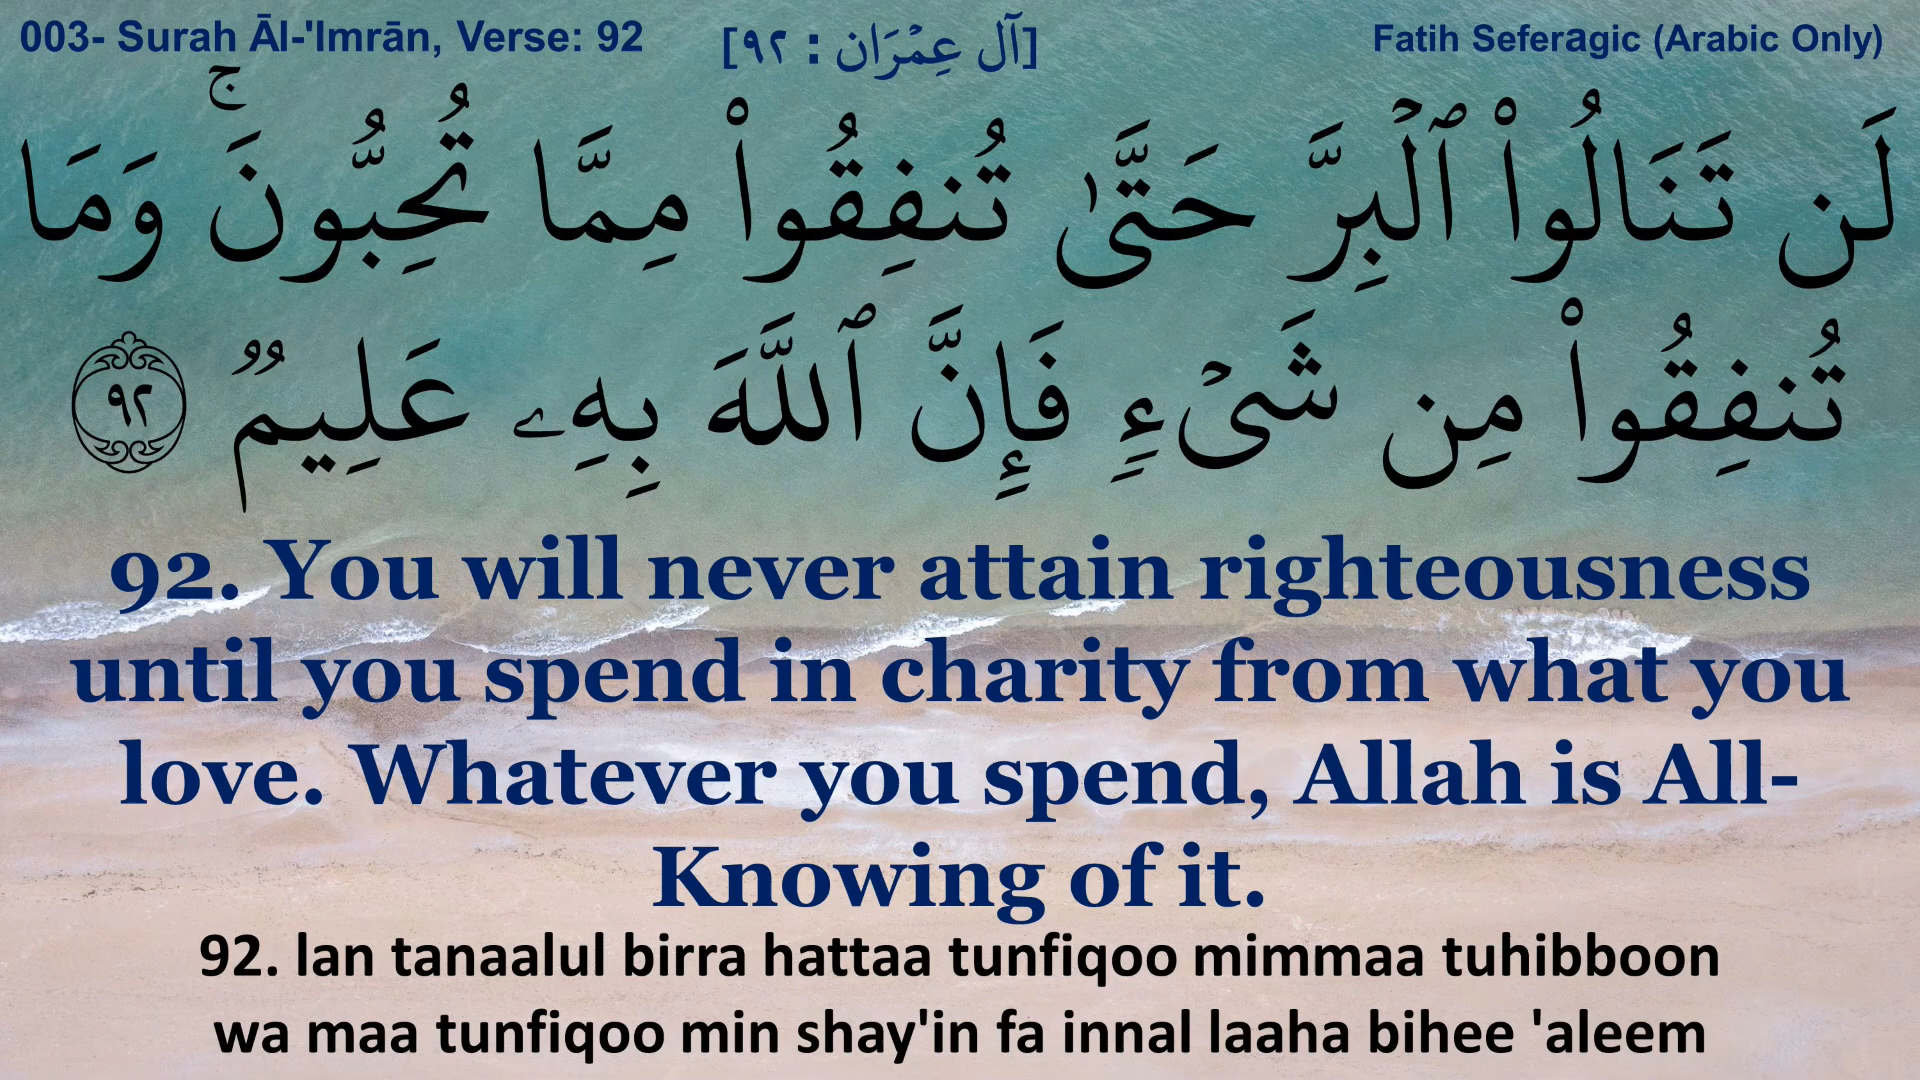 003- Surah Āl-'Imrān, Verse: 92
[آل عِمْرَان : ٩٢]
Fatih Seferagic (Arabic Only)
لَن تَنَالُوا۟ ٱلْبِرَّ حَتَّىٰ تُنفِقُوا۟ مِمَّا تُحِبُّونَ ۚ وَمَا
تُنفِقُوا۟ مِن شَىْءٍ فَإِنَّ ٱللَّهَ بِهِۦ عَلِيمٌ ٩٢
92. You will never attain righteousness
until you spend in charity from what you
love. Whatever you spend, Allah is All-
Knowing of it.
92. lan tanaalul birra hattaa tunfiqoo mimmaa tuhibboon
wa maa tunfiqoo min shay'in fa innal laaha bihee 'aleem